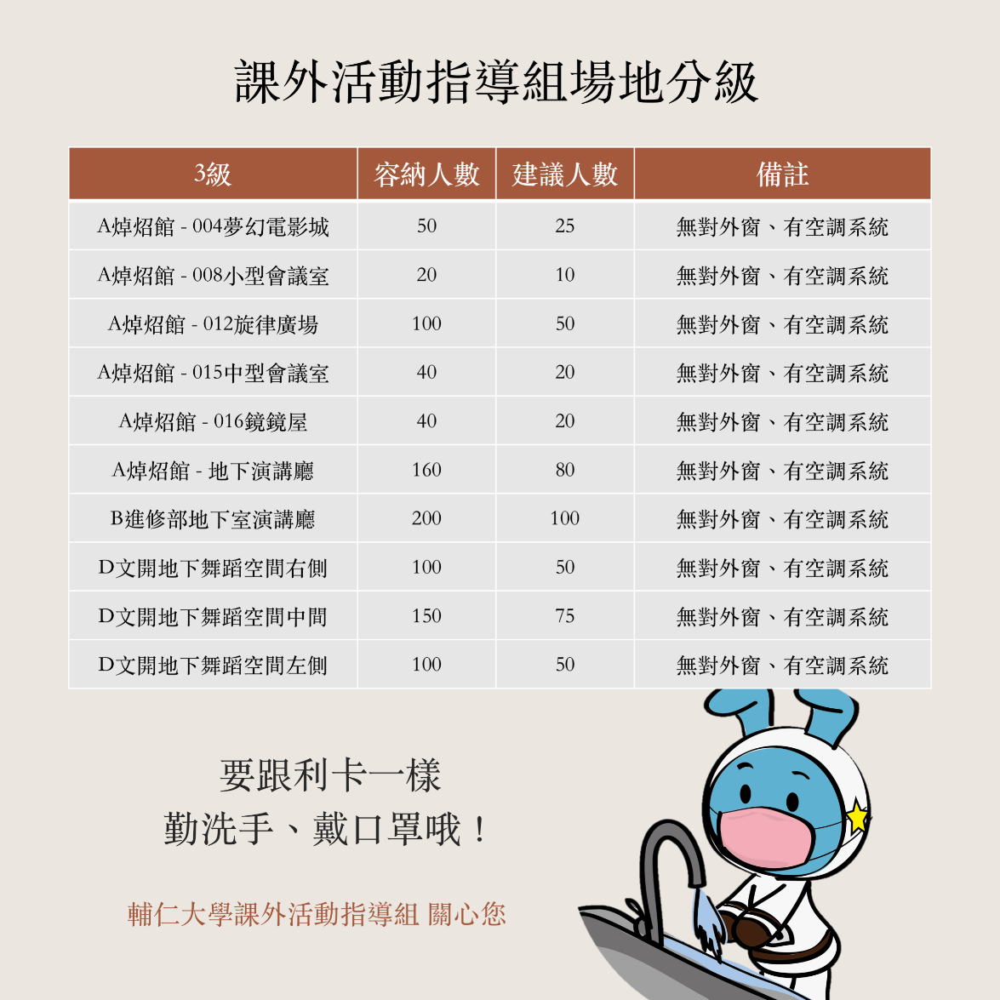 課外活動指導組場地分級
3級 容納人數 建議人數 備註
A焯炤館 - 004夢幻電影城 50 25 無對外窗、有空調系統
A焯炤館 - 008小型會議室 20 10 無對外窗、有空調系統
A焯炤館 - 012旋律廣場 100 50 無對外窗、有空調系統
A焯炤館 - 015中型會議室 40 20 無對外窗、有空調系統
A焯炤館 - 016鏡鏡屋 40 20 無對外窗、有空調系統
A焯炤館 - 地下演講廳 160 80 無對外窗、有空調系統
B進修部地下室演講廳 200 100 無對外窗、有空調系統
D文開地下舞蹈空間右側 100 50 無對外窗、有空調系統
D文開地下舞蹈空間中間 150 75 無對外窗、有空調系統
D文開地下舞蹈空間左側 100 50 無對外窗、有空調系統
要跟利卡一樣
勤洗手、戴口罩哦！
輔仁大學課外活動指導組 關心您